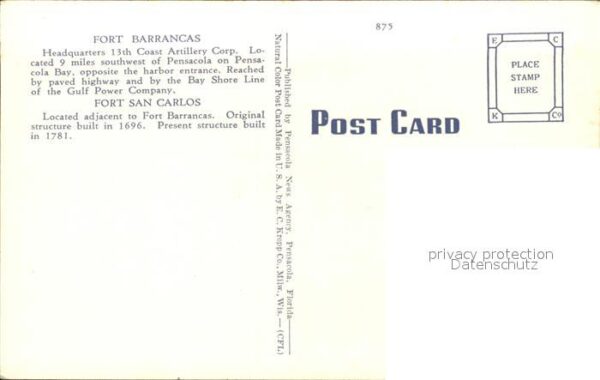 FORT BARRANCAS
Headquarters 13th Coast Artillery Corp. Lo-
cated 9 miles southwest of Pensacola on Pensa-
cola Bay, opposite the harbor entrance. Reached
by paved highway and by the Bay Shore Line
of the Gulf Power Company.
FORT SAN CARLOS
Located adjacent to Fort Barrancas. Original
structure built in 1696. Present structure built
in 1781.
Published by Pensacola News Agency, Pensacola, Florida
Natural Color Post Card Made in U. S. A. by E. C. Kropp Co., Milw., Wis.—(CFL)
875
POST CARD
E C
PLACE
STAMP
HERE
K Co
privacy protection
Datenschutz